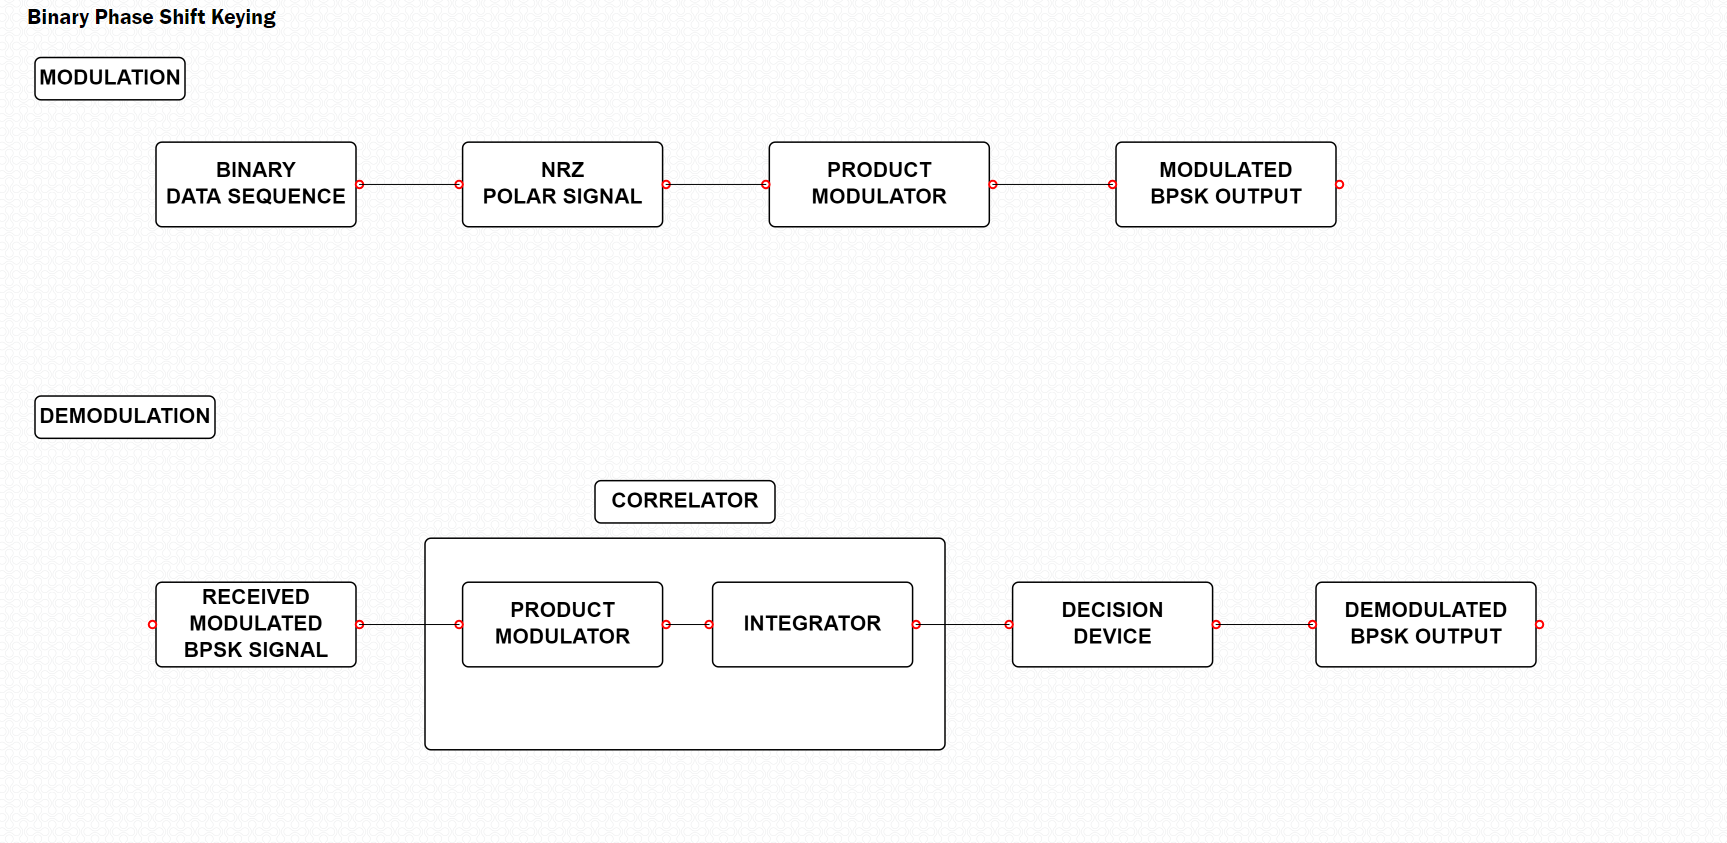 Binary Phase Shift Keying
MODULATION
BINARY
DATA SEQUENCE
NRZ
POLAR SIGNAL
PRODUCT
MODULATOR
MODULATED
BPSK OUTPUT
DEMODULATION
CORRELATOR
RECEIVED
MODULATED
BPSK SIGNAL
PRODUCT
MODULATOR
INTEGRATOR
DECISION
DEVICE
DEMODULATED
BPSK OUTPUT